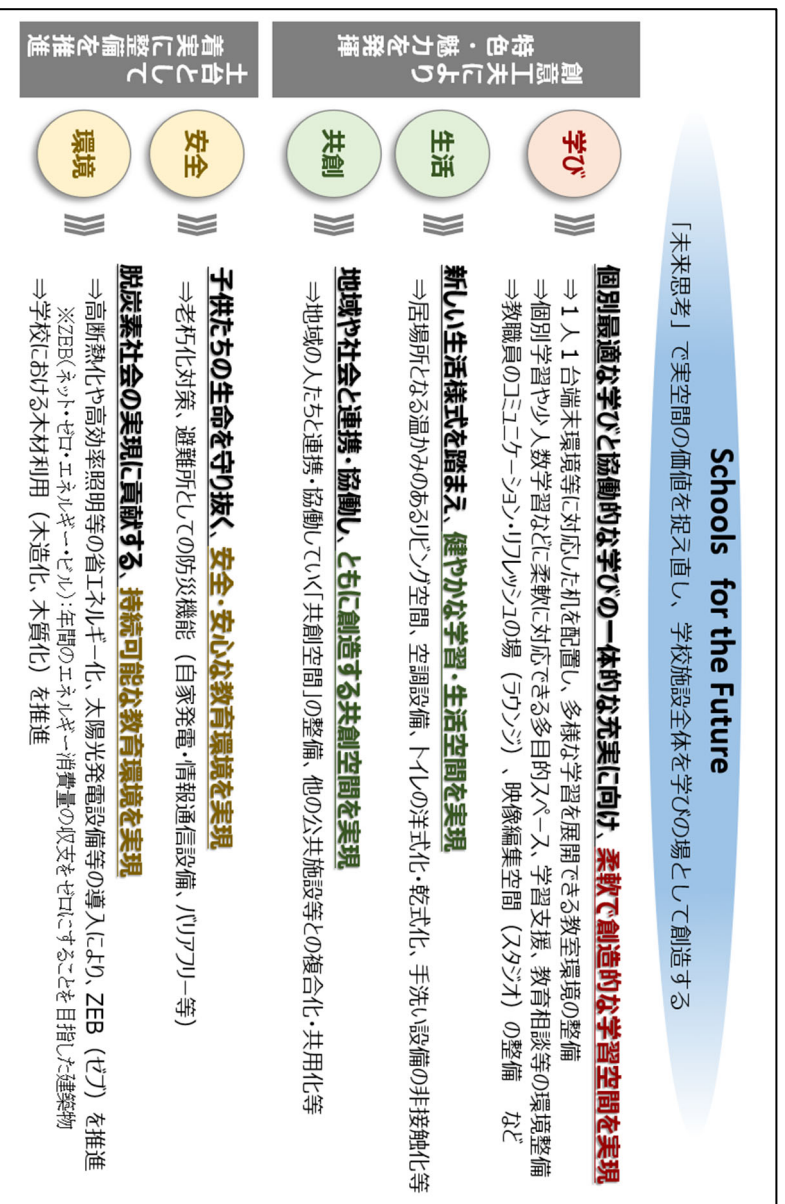 Schools for the Future
「未来思考」で実空間の価値を捉え直し、学校施設全体を学びの場として創造する
創意工夫により
特色・魅力を発揮
学び
個別最適な学びと協働的な学びの一体的な充実に向け、柔軟で創造的な学習空間を実現
⇒１人１台端末環境等に対応した机を配置し、多様な学習を展開できる教室環境の整備
⇒個別学習や少人数学習などに柔軟に対応できる多目的スペース、学習支援、教育相談等の環境整備
⇒教職員のコミュニケーション・リフレッシュの場（ラウンジ）、映像編集空間（スタジオ）の整備　など
生活
新しい生活様式を踏まえ、健やかな学習・生活空間を実現
⇒居場所となる温かみのあるリビング空間、空調設備、トイレの洋式化・乾式化、手洗い設備の非接触化等
共創
地域や社会と連携・協働し、ともに創造する共創空間を実現
⇒地域の人たちと連携・協働していく「共創空間」の整備、他の公共施設等との複合化・共用化等
土台として
着実に整備を推進
安全
子供たちの生命を守り抜く、安全・安心な教育環境を実現
⇒老朽化対策、避難所としての防災機能（自家発電・情報通信設備、バリアフリー等）
環境
脱炭素社会の実現に貢献する、持続可能な教育環境を実現
⇒高断熱化や高効率照明等の省エネルギー化、太陽光発電設備等の導入により、ZEB（ゼブ）を推進
※ZEB(ネット・ゼロ・エネルギー・ビル)：年間のエネルギー消費量の収支をゼロにすることを目指した建築物
⇒学校における木材利用（木造化、木質化）を推進